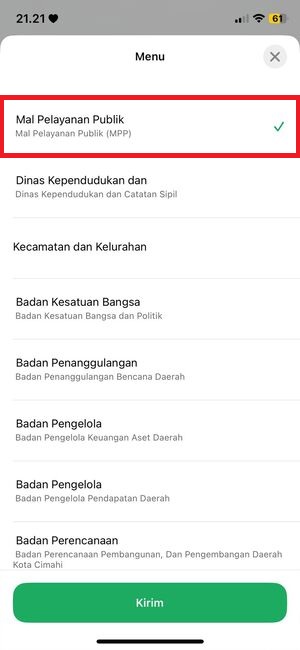 21.21
61
Menu
Mal Pelayanan Publik
Mal Pelayanan Publik (MPP)
Dinas Kependudukan dan
Dinas Kependudukan dan Catatan Sipil
Kecamatan dan Kelurahan
Badan Kesatuan Bangsa
Badan Kesatuan Bangsa dan Politik
Badan Penanggulangan
Badan Penanggulangan Bencana Daerah
Badan Pengelola
Badan Pengelola Keuangan Aset Daerah
Badan Pengelola
Badan Pengelola Pendapatan Daerah
Badan Perencanaan
Badan Perencanaan Pembangunan, Dan Pengembangan Daerah
Kota Cimahi
Kirim